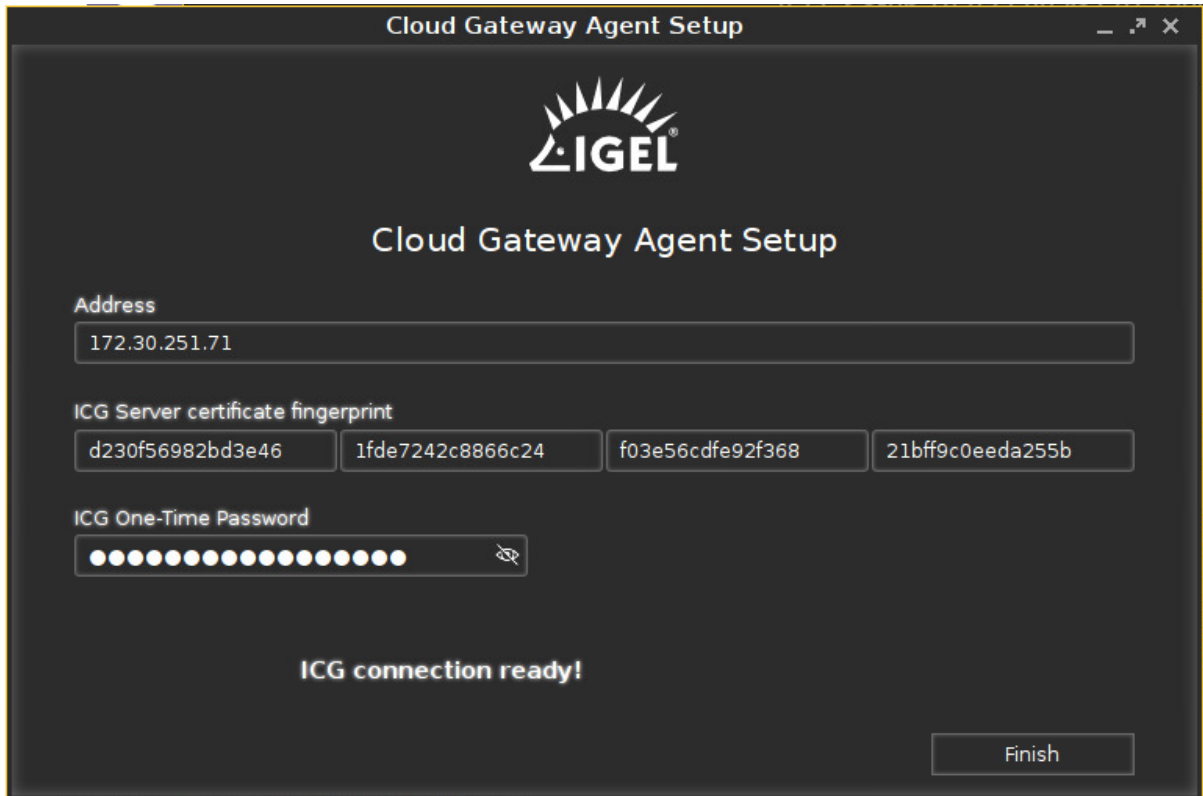 Cloud Gateway Agent Setup
IGEL®
Cloud Gateway Agent Setup
Address
172.30.251.71
ICG Server certificate fingerprint
d230f56982bd3e46 1fde7242c8866c24 f03e56cdfe92f368 21bff9c0eeda255b
ICG One-Time Password
●●●●●●●●●●●●●●●●●
ICG connection ready!
Finish